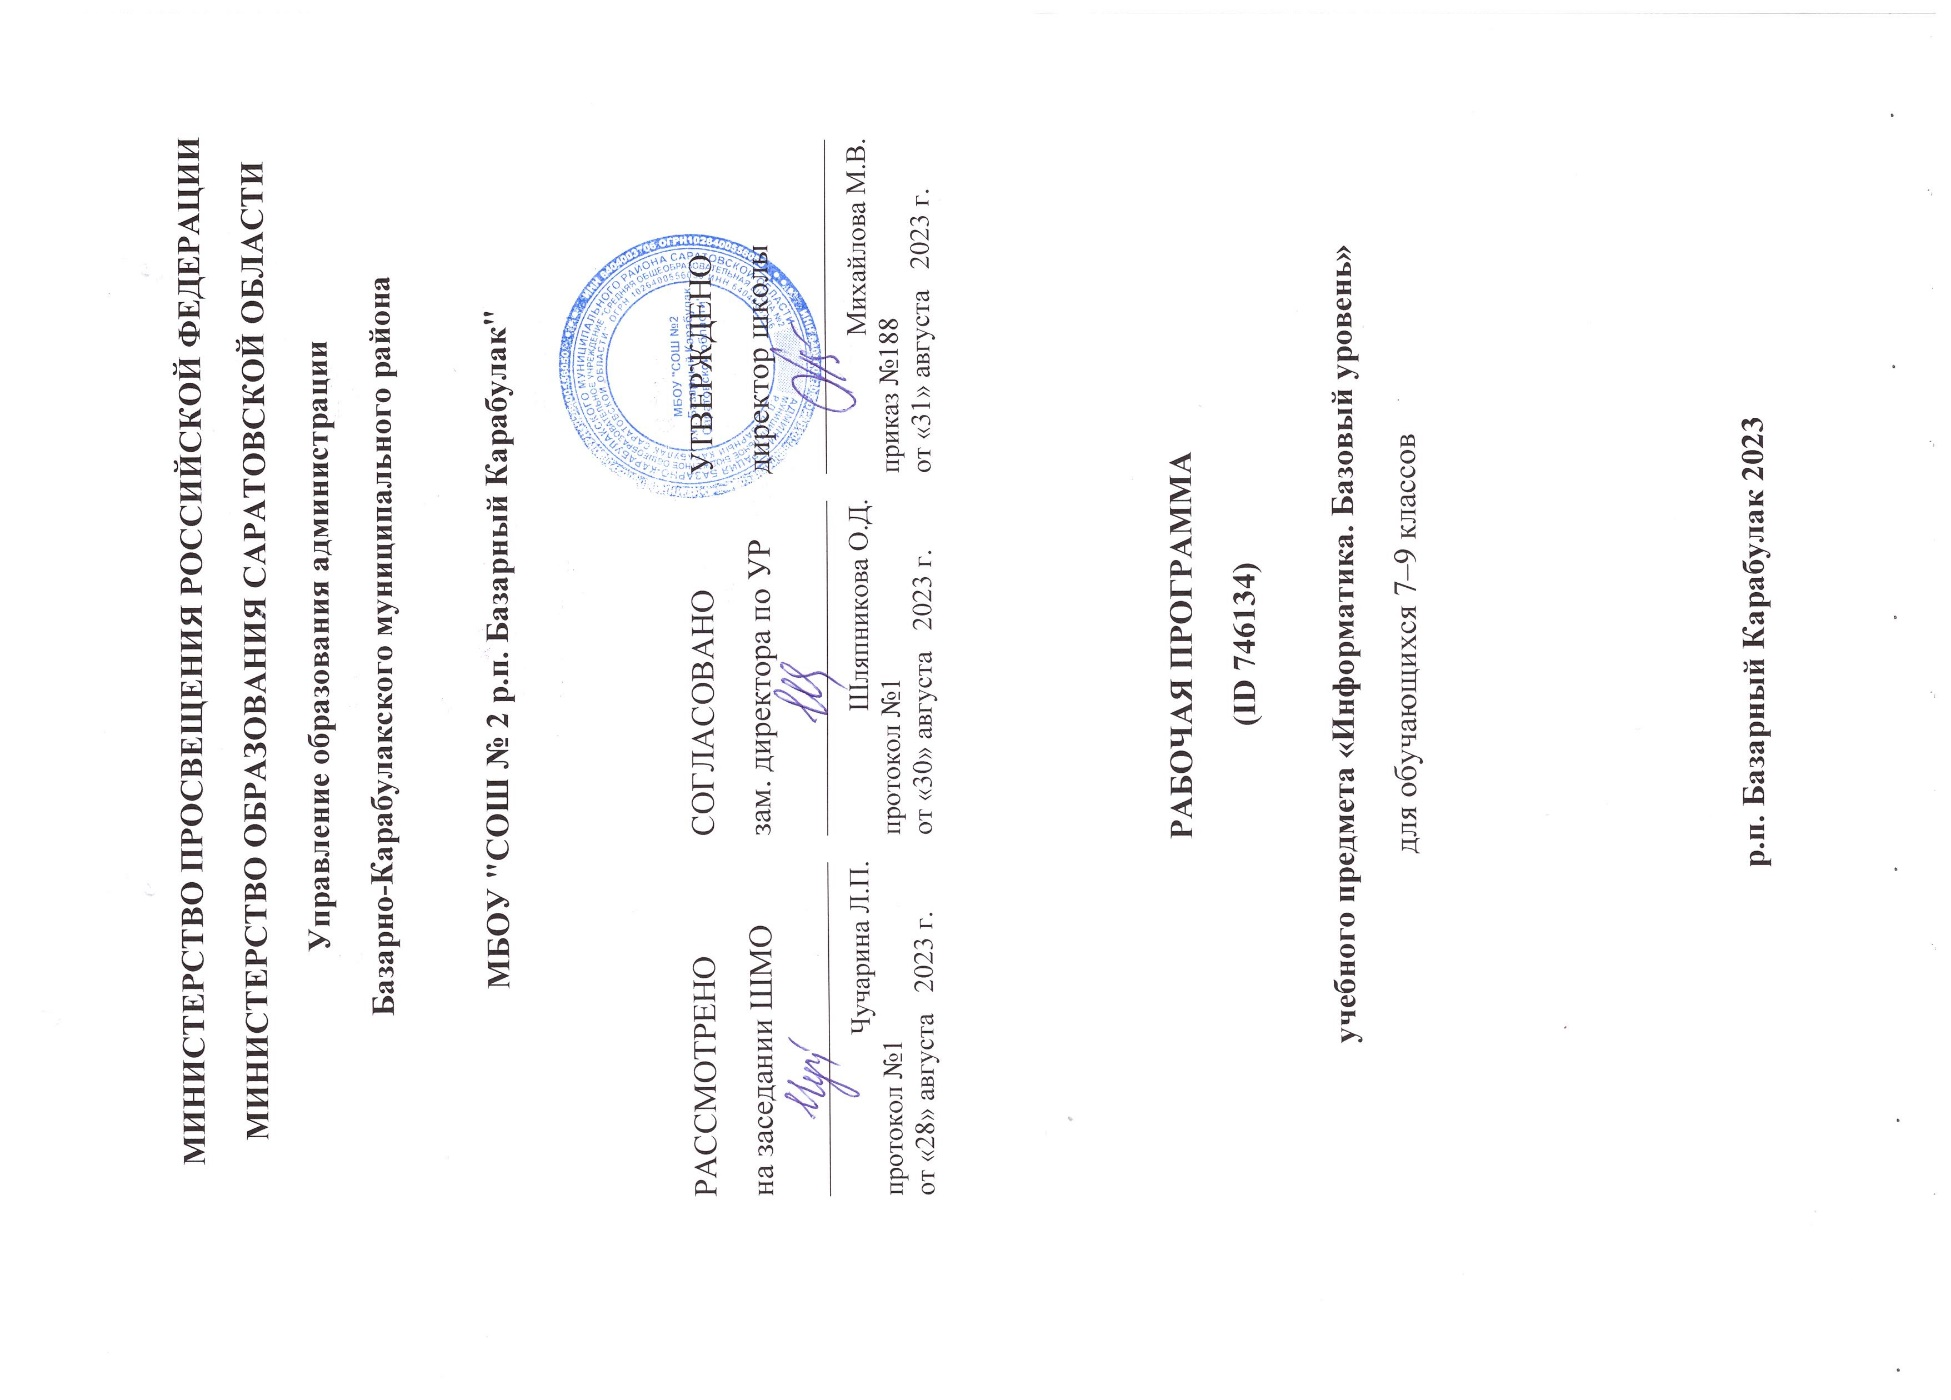 МИНИСТЕРСТВО ПРОСВЕЩЕНИЯ РОССИЙСКОЙ ФЕДЕРАЦИИ
МИНИСТЕРСТВО ОБРАЗОВАНИЯ САРАТОВСКОЙ ОБЛАСТИ
Управление образования администрации
Базарно-Карабулакского муниципального района
МБОУ "СОШ № 2 р.п. Базарный Карабулак"
РАССМОТРЕНО
на заседании ШМО
Чучарина Л.П.
протокол №1
от «28» августа 2023 г.
СОГЛАСОВАНО
зам. директора по УР
Шляпникова О.Д.
протокол №1
от «30» августа 2023 г.
УТВЕРЖДЕНО
директор школы
Михайлова М.В.
приказ №188
от «31» августа 2023 г.
МБОУ "СОШ №2
РАБОЧАЯ ПРОГРАММА
(ID 746134)
учебного предмета «Информатика. Базовый уровень»
для обучающихся 7–9 классов
р.п. Базарный Карабулак 2023